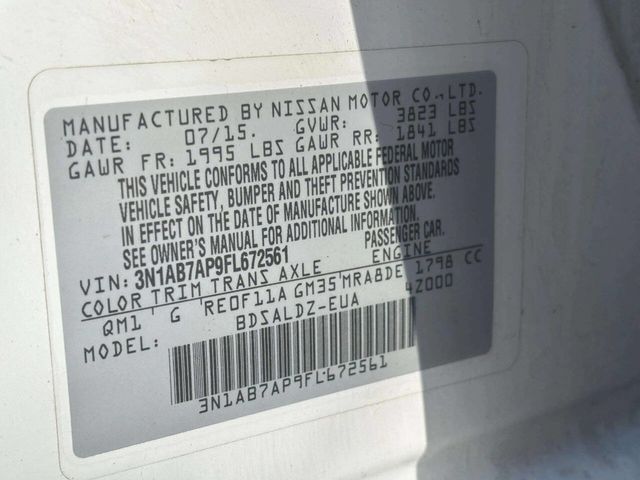 MANUFACTURED BY NISSAN MOTOR CO.,LTD.
DATE: 07/15. GVWR: 3823 LBS
GAWR FR: 1995 LBS GAWR RR: 1841 LBS
THIS VEHICLE CONFORMS TO ALL APPLICABLE FEDERAL MOTOR
VEHICLE SAFETY, BUMPER AND THEFT PREVENTION STANDARDS
IN EFFECT ON THE DATE OF MANUFACTURE SHOWN ABOVE.
SEE OWNER'S MANUAL FOR ADDITIONAL INFORMATION.
VIN: 3N1AB7AP9FL672561 PASSENGER CAR.
COLOR TRIM TRANS AXLE ENGINE
QM1 G RE0F11A GM35 MRA8DE 1798 CC
MODEL: BDSALDZ-EUA 42000
3N1AB7AP9FL672561